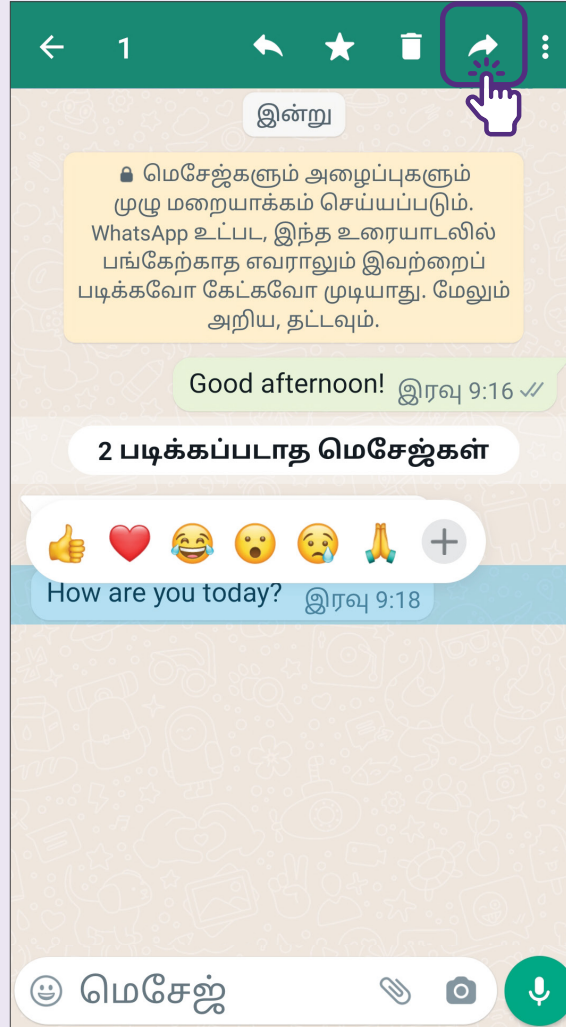 1
இன்று
மெசேஜ்களும் அழைப்புகளும்
முழு மறையாக்கம் செய்யப்படும்.
WhatsApp உட்பட, இந்த உரையாடலில்
பங்கேற்காத எவராலும் இவற்றைப்
படிக்கவோ கேட்கவோ முடியாது. மேலும்
அறிய, தட்டவும்.
Good afternoon! இரவு 9:16
2 படிக்கப்படாத மெசேஜ்கள்
How are you today? இரவு 9:18
மெசேஜ்